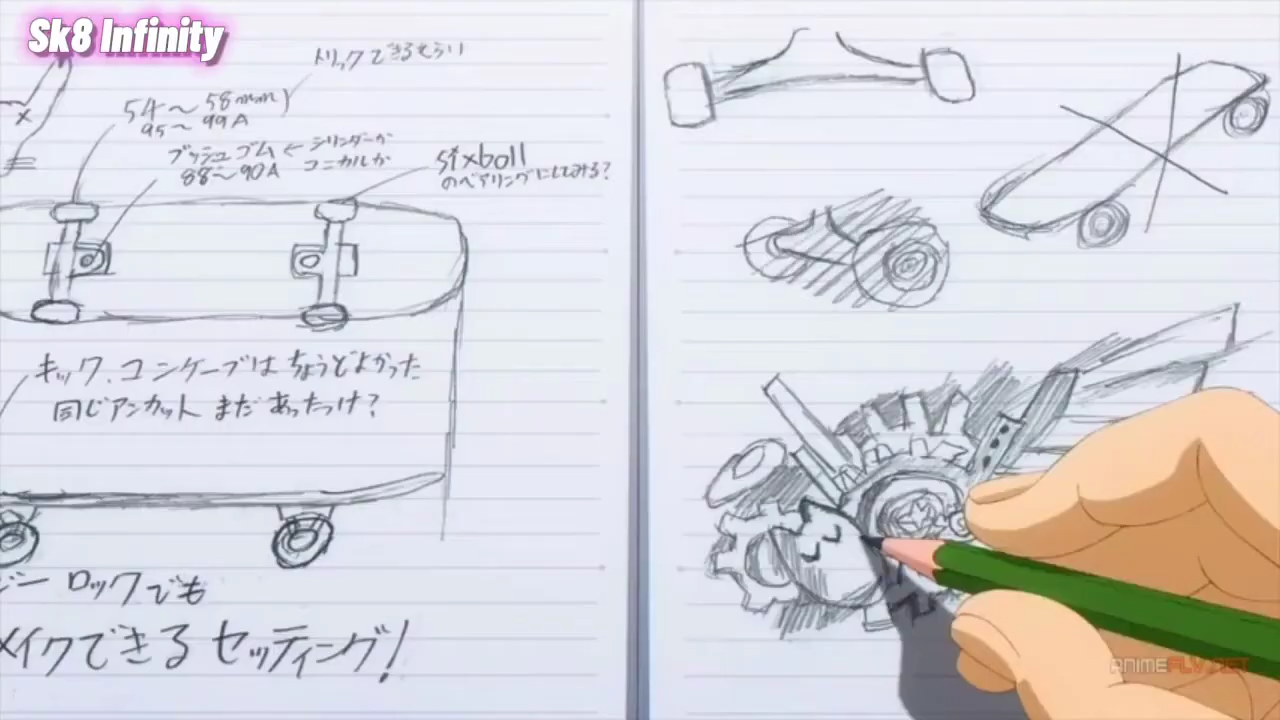 Sk8 Infinity
トリックできるくらい
54～58mm
95～99A
ブッシュゴム ← シリンダーか
コニカルか
88～90A
sixboll
のベアリングにしてみる?
キック、コンケーブはちょうどよかった
同じアンカット まだあったっけ?
ジー ロックでも
メイクできる セッティング!
ANIMEFLV.NET